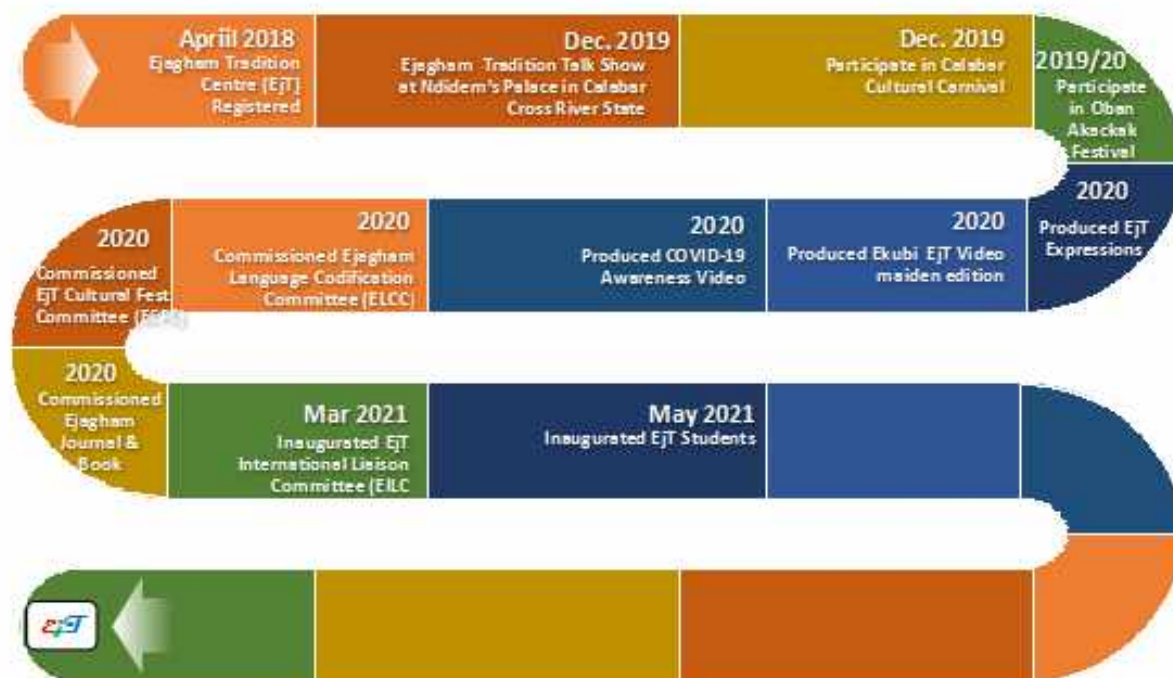 Apriil 2018
Ejagham Tradition
Centre (EjT)
Registered
Dec. 2019
Ejagham Tradition Talk Show
at Ndidem's Palace in Calabar
Cross River State
Dec. 2019
Participate in Calabar
Cultural Carnival
2019/20
Participate
in Oban
Akackak
Festival
2020
Produced EjT
Expressions
2020
Produced Ekubi EjT Video
maiden edition
2020
Produced COVID-19
Awareness Video
2020
Commissioned Ejagham
Language Codification
Committee (ELCC)
2020
Commissioned
EjT Cultural Fest
Committee
2020
Commissioned
Ejagham
Journal &
Book
Mar 2021
Inaugurated EjT
International Liaison
Committee (EILC
May 2021
Inaugurated EjT Students
EjT